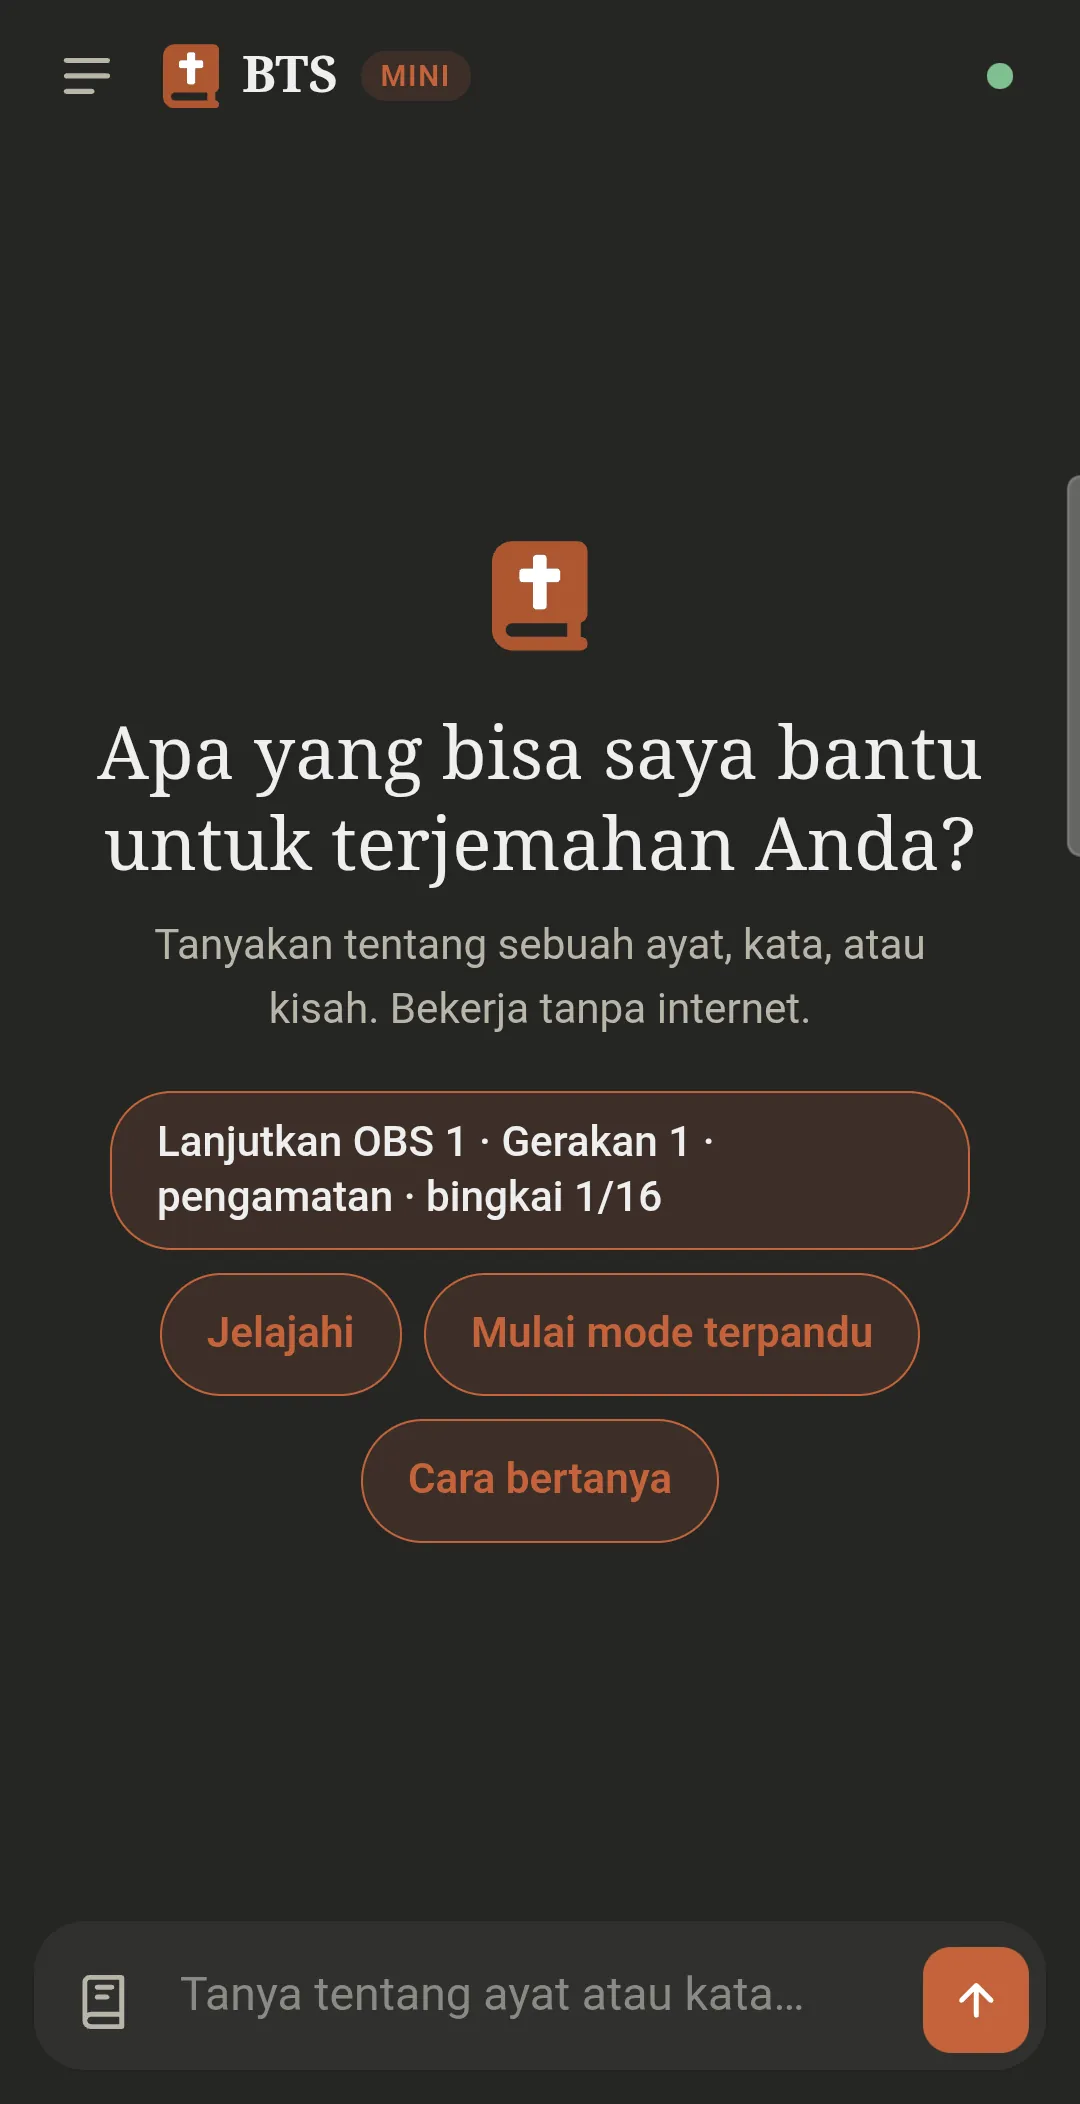 BTS MINI
Apa yang bisa saya bantu
untuk terjemahan Anda?
Tanyakan tentang sebuah ayat, kata, atau
kisah. Bekerja tanpa internet.
Lanjutkan OBS 1 · Gerakan 1 ·
pengamatan · bingkai 1/16
Jelajahi
Mulai mode terpandu
Cara bertanya
Tanya tentang ayat atau kata…